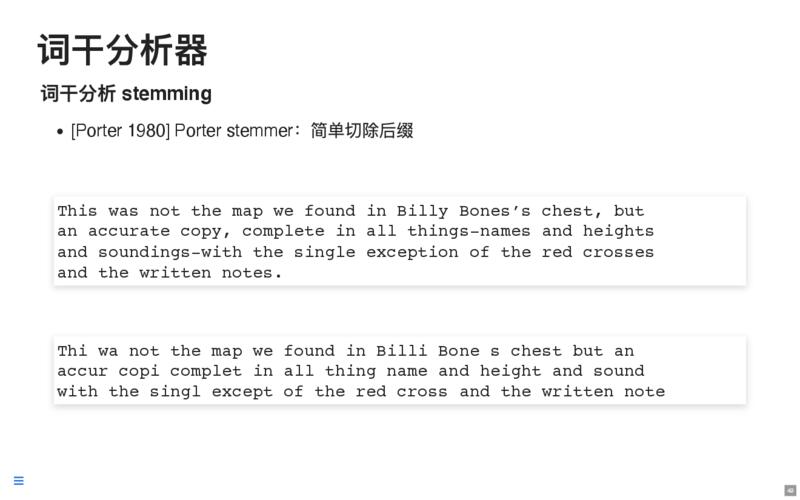 词干分析器
词干分析 stemming
• [Porter 1980] Porter stemmer：简单切除后缀
This was not the map we found in Billy Bones’s chest, but
an accurate copy, complete in all things-names and heights
and soundings-with the single exception of the red crosses
and the written notes.
Thi wa not the map we found in Billi Bone s chest but an
accur copi complet in all thing name and height and sound
with the singl except of the red cross and the written note